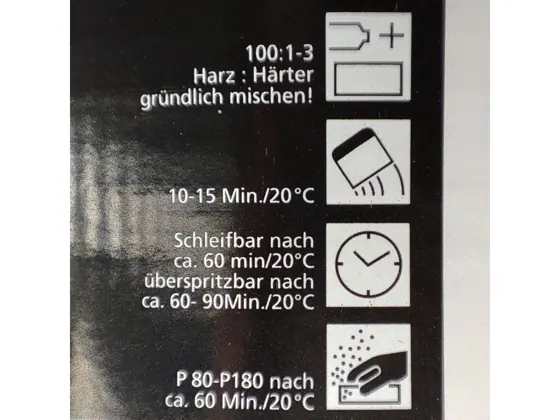 100:1-3
Harz : Härter
gründlich mischen!
10-15 Min./20°C
Schleifbar nach
ca. 60 min/20°C
überspritzbar nach
ca. 60- 90Min./20°C
P 80-P180 nach
ca. 60 Min./20°C